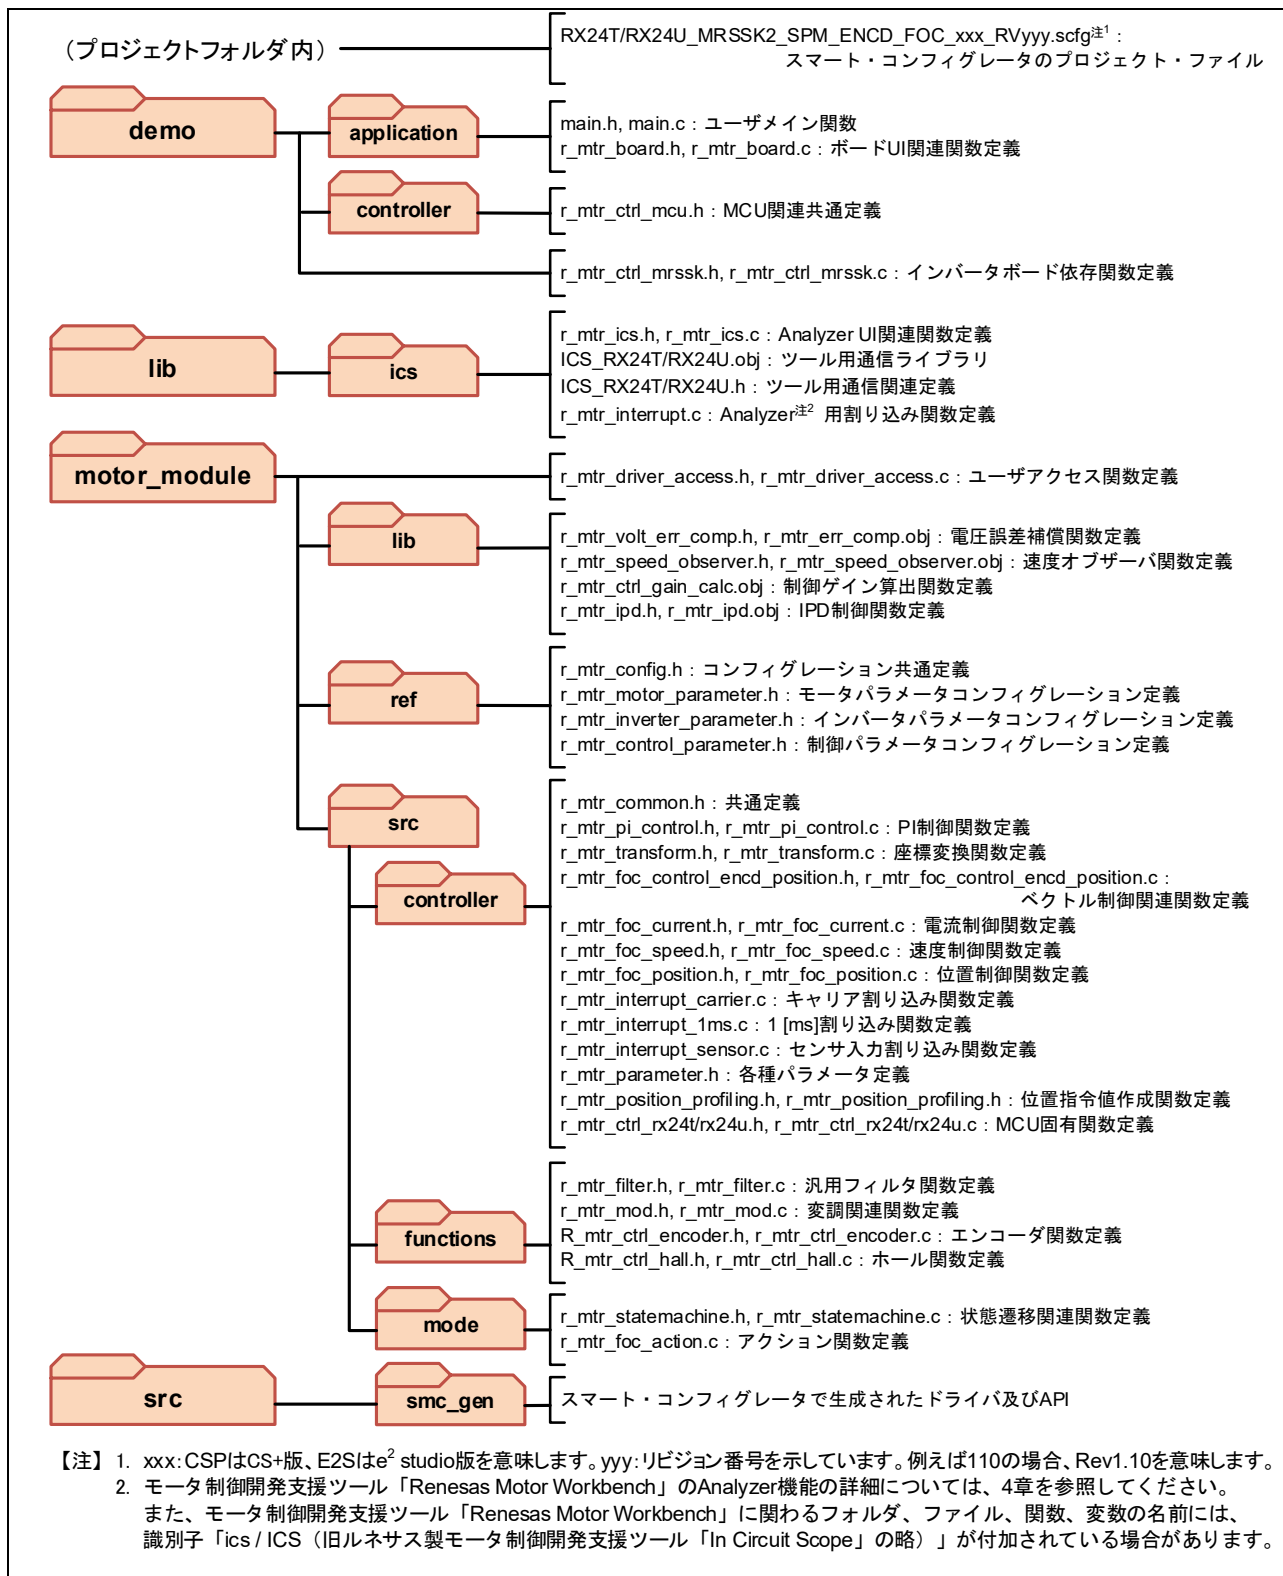 （プロジェクトフォルダ内）
RX24T/RX24U_MRSSK2_SPM_ENCD_FOC_xxx_RVyyy.scfg注1：
スマート・コンフィグレータのプロジェクト・ファイル
demo
application
main.h, main.c：ユーザメイン関数
r_mtr_board.h, r_mtr_board.c：ボードUI関連関数定義
controller
r_mtr_ctrl_mcu.h：MCU関連共通定義
r_mtr_ctrl_mrssk.h, r_mtr_ctrl_mrssk.c：インバータボード依存関数定義
lib
ics
r_mtr_ics.h, r_mtr_ics.c：Analyzer UI関連関数定義
ICS_RX24T/RX24U.obj：ツール用通信ライブラリ
ICS_RX24T/RX24U.h：ツール用通信関連定義
r_mtr_interrupt.c：Analyzer注2 用割り込み関数定義
motor_module
r_mtr_driver_access.h, r_mtr_driver_access.c：ユーザアクセス関数定義
lib
r_mtr_volt_err_comp.h, r_mtr_err_comp.obj：電圧誤差補償関数定義
r_mtr_speed_observer.h, r_mtr_speed_observer.obj：速度オブザーバ関数定義
r_mtr_ctrl_gain_calc.obj：制御ゲイン算出関数定義
r_mtr_ipd.h, r_mtr_ipd.obj：IPD制御関数定義
ref
r_mtr_config.h：コンフィグレーション共通定義
r_mtr_motor_parameter.h：モータパラメータコンフィグレーション定義
r_mtr_inverter_parameter.h：インバータパラメータコンフィグレーション定義
r_mtr_control_parameter.h：制御パラメータコンフィグレーション定義
src
controller
r_mtr_common.h：共通定義
r_mtr_pi_control.h, r_mtr_pi_control.c：PI制御関数定義
r_mtr_transform.h, r_mtr_transform.c：座標変換関数定義
r_mtr_foc_control_encd_position.h, r_mtr_foc_control_encd_position.c：
ベクトル制御関連関数定義
r_mtr_foc_current.h, r_mtr_foc_current.c：電流制御関数定義
r_mtr_foc_speed.h, r_mtr_foc_speed.c：速度制御関数定義
r_mtr_foc_position.h, r_mtr_foc_position.c：位置制御関数定義
r_mtr_interrupt_carrier.c：キャリア割り込み関数定義
r_mtr_interrupt_1ms.c：1 [ms]割り込み関数定義
r_mtr_interrupt_sensor.c：センサ入力割り込み関数定義
r_mtr_parameter.h：各種パラメータ定義
r_mtr_position_profiling.h, r_mtr_position_profiling.h：位置指令値作成関数定義
r_mtr_ctrl_rx24t/rx24u.h, r_mtr_ctrl_rx24t/rx24u.c：MCU固有関数定義
functions
r_mtr_filter.h, r_mtr_filter.c：汎用フィルタ関数定義
r_mtr_mod.h, r_mtr_mod.c：変調関連関数定義
R_mtr_ctrl_encoder.h, r_mtr_ctrl_encoder.c：エンコーダ関数定義
R_mtr_ctrl_hall.h, r_mtr_ctrl_hall.c：ホール関数定義
mode
r_mtr_statemachine.h, r_mtr_statemachine.c：状態遷移関連関数定義
r_mtr_foc_action.c：アクション関数定義
src
smc_gen
スマート・コンフィグレータで生成されたドライバ及びAPI
【注】 1. xxx：CSPはCS+版、E2Sはe² studio版を意味します。yyy：リビジョン番号を示しています。例えば110の場合、Rev1.10を意味します。
2. モータ制御開発支援ツール「Renesas Motor Workbench」のAnalyzer機能の詳細については、4章を参照してください。
また、モータ制御開発支援ツール「Renesas Motor Workbench」に関わるフォルダ、ファイル、関数、変数の名前には、
識別子「ics / ICS（旧ルネサス製モータ制御開発支援ツール「In Circuit Scope」の略）」が付加されている場合があります。